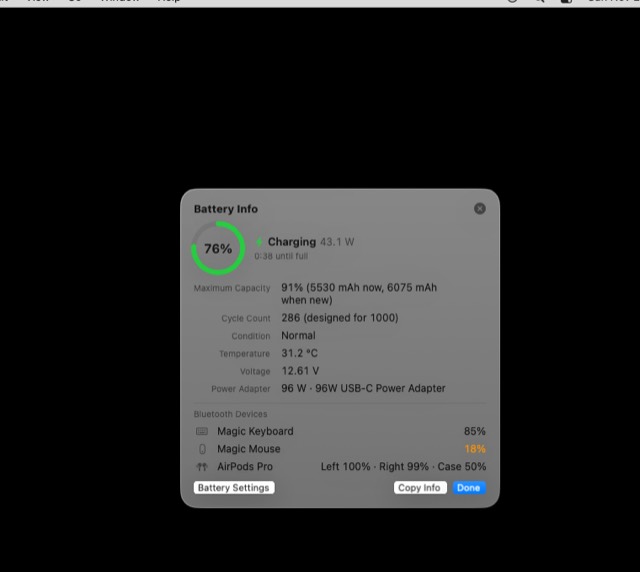 Window
Help
Battery Info
76%
Charging 43.1 W
0:38 until full
Maximum Capacity 91% (5530 mAh now, 6075 mAh
when new)
Cycle Count 286 (designed for 1000)
Condition Normal
Temperature 31.2 °C
Voltage 12.61 V
Power Adapter 96 W · 96W USB-C Power Adapter
Bluetooth Devices
Magic Keyboard 85%
Magic Mouse 18%
AirPods Pro Left 100% · Right 99% · Case 50%
Battery Settings Copy Info Done